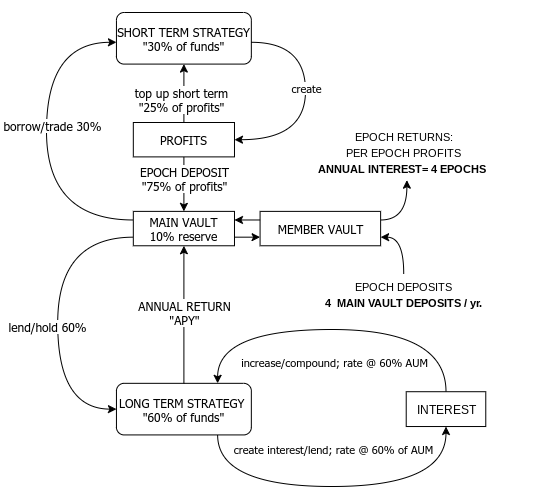 SHORT TERM STRATEGY
"30% of funds"
create
top up short term
"25% of profits"
borrow/trade 30%
PROFITS
EPOCH RETURNS:
PER EPOCH PROFITS
ANNUAL INTEREST= 4 EPOCHS
EPOCH DEPOSIT
"75% of profits"
MAIN VAULT
10% reserve
MEMBER VAULT
EPOCH DEPOSITS
4 MAIN VAULT DEPOSITS / yr.
ANNUAL RETURN
"APY"
lend/hold 60%
increase/compound; rate @ 60% AUM
LONG TERM STRATEGY
"60% of funds"
INTEREST
create interest/lend; rate @ 60% of AUM